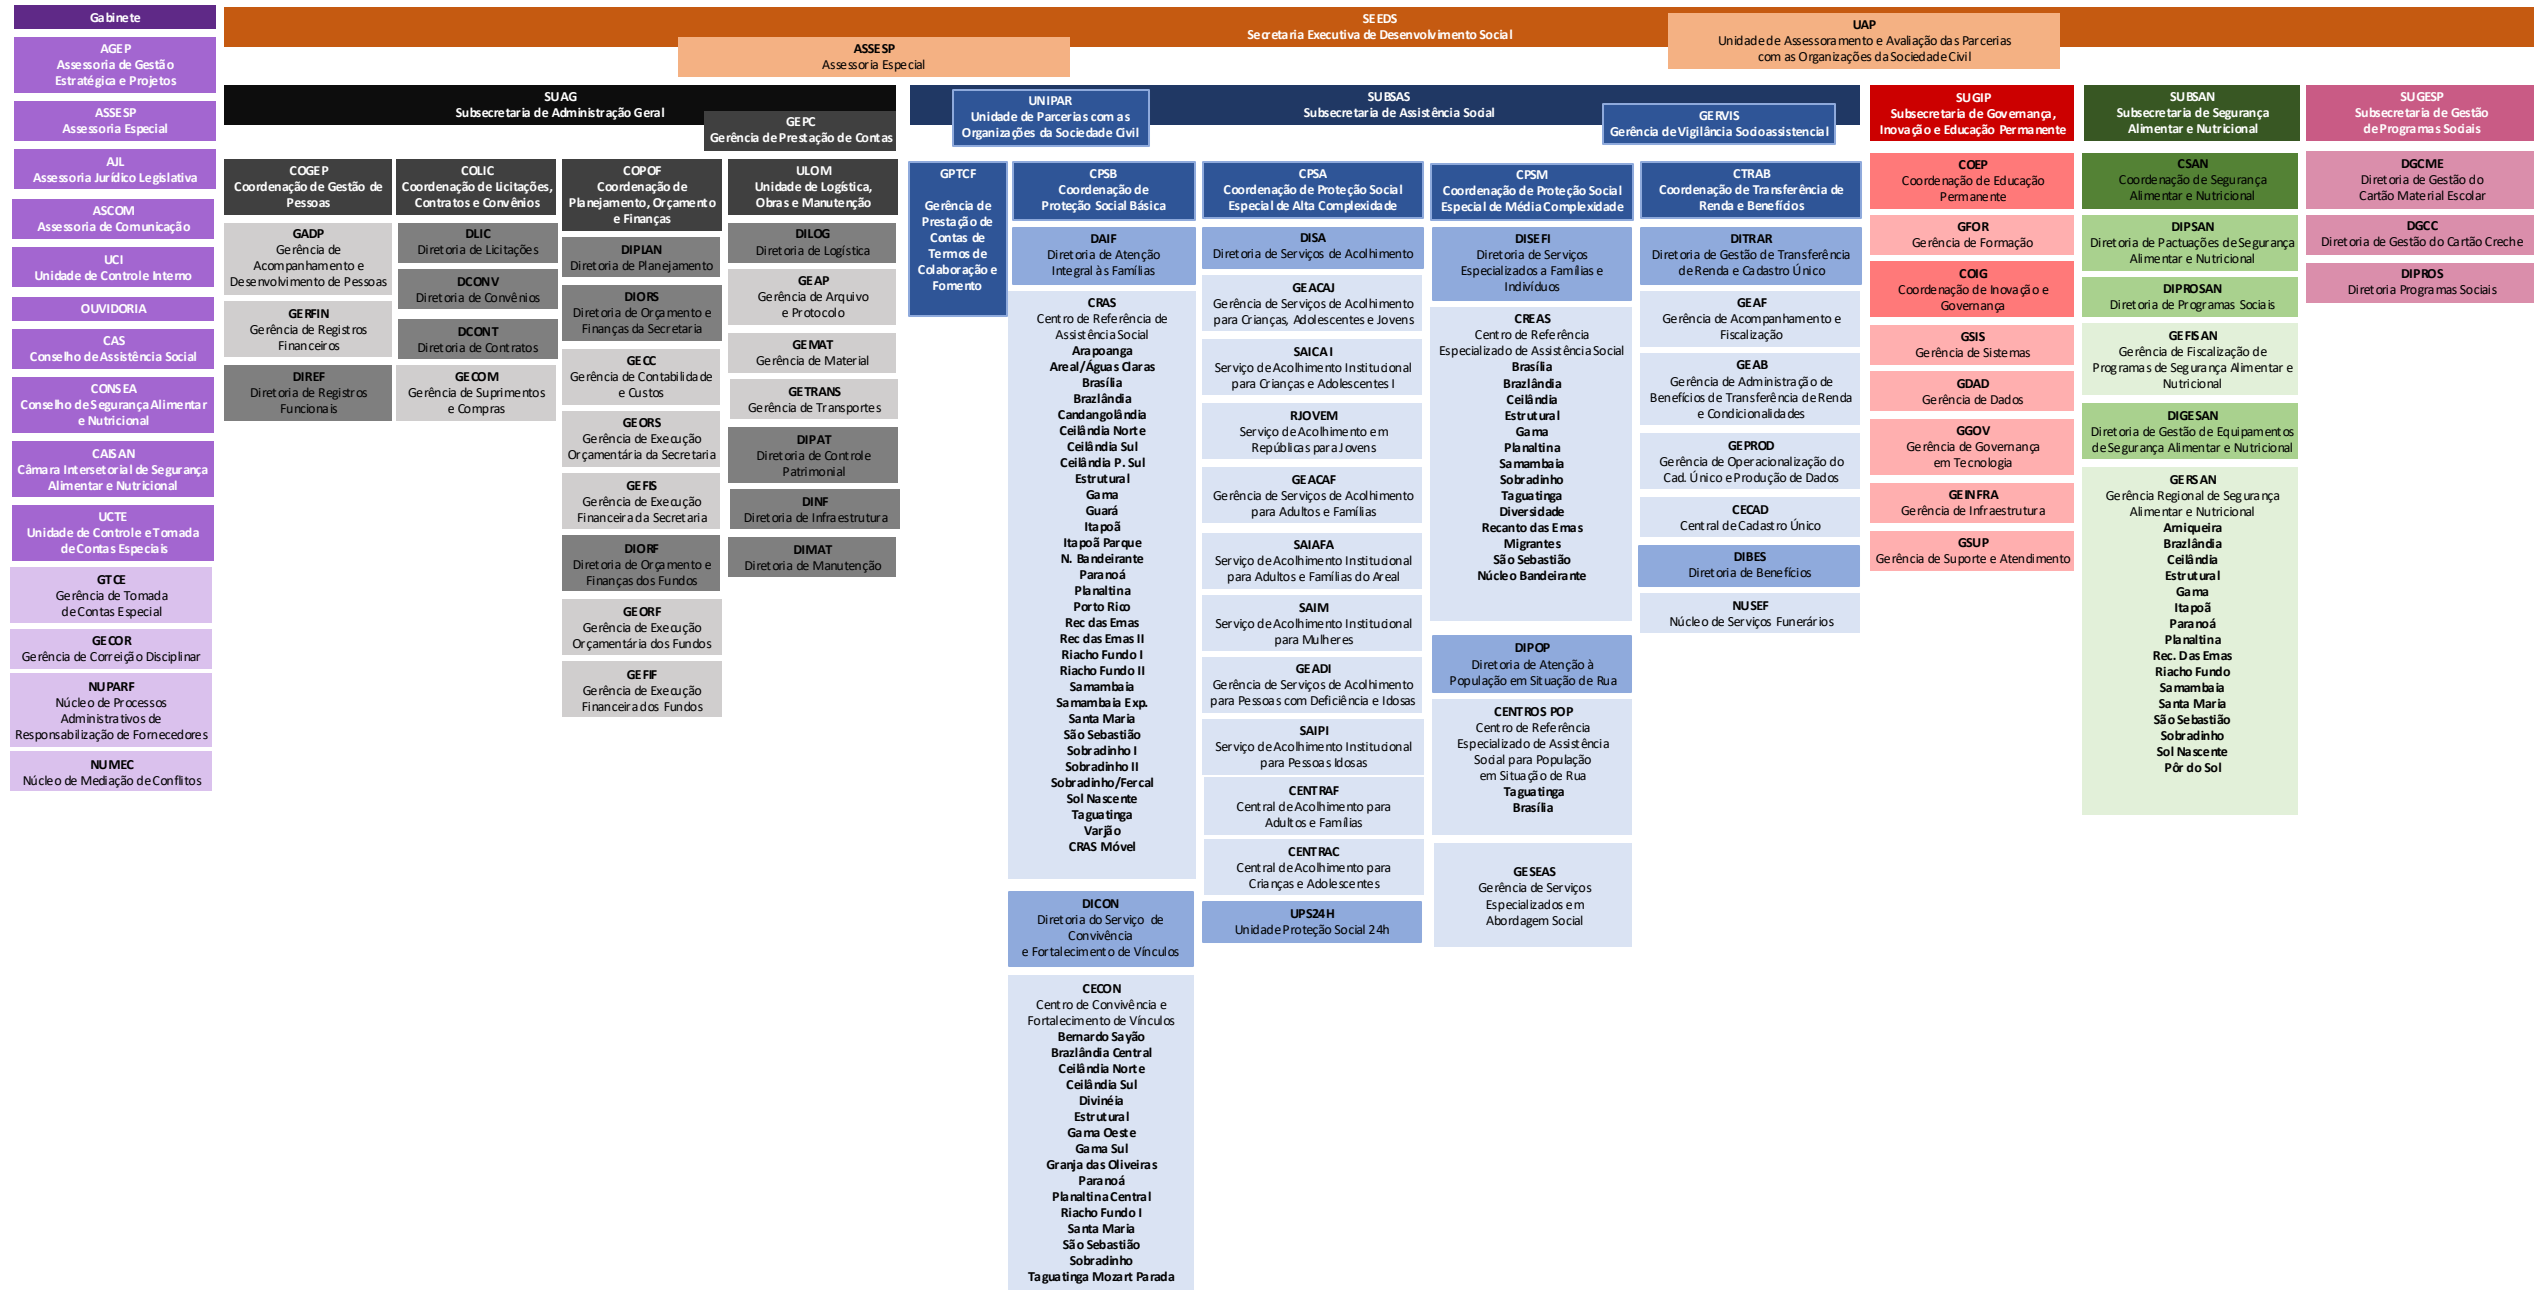 Gabinete
AGEP
Assessoria de Gestão
Estratégica e Projetos
ASSESP
Assessoria Especial
AJL
Assessoria Jurídico Legislativa
ASCOM
Assessoria de Comunicação
UCI
Unidade de Controle Interno
OUVIDORIA
CAS
Conselho de Assistência Social
CONSEA
Conselho de Segurança Alimentar
e Nutricional
CAISAN
Câmara Intersetorial de Segurança
Alimentar e Nutricional
UCTE
Unidade de Controle e Tomada
de Contas Especiais
GTCE
Gerência de Tomada
de Contas Especial
GECOR
Gerência de Correição Disciplinar
NUPARF
Núcleo de Processos
Administrativos de
Responsabilização de Fornecedores
NUMEC
Núcleo de Mediação de Conflitos
SEEDS
Secretaria Executiva de Desenvolvimento Social
ASSESP
Assessoria Especial
UAP
Unidade de Assessoramento e Avaliação das Parcerias
com as Organizações da Sociedade Civil
SUAG
Subsecretaria de Administração Geral
GEPC
Gerência de Prestação de Contas
COGEP
Coordenação de Gestão de
Pessoas
GADP
Gerência de
Acompanhamento e
Desenvolvimento de Pessoas
GERFIN
Gerência de Registros
Financeiros
DIREF
Diretoria de Registros
Funcionais
COLIC
Coordenação de Licitações,
Contratos e Convênios
DLIC
Diretoria de Licitações
DCONV
Diretoria de Convênios
DCONT
Diretoria de Contratos
GECOM
Gerência de Suprimentos
e Compras
COPOF
Coordenação de
Planejamento, Orçamento
e Finanças
DIPLAN
Diretoria de Planejamento
DIORS
Diretoria de Orçamento e
Finanças da Secretaria
GECC
Gerência de Contabilidade
e Custos
GEORS
Gerência de Execução
Orçamentária da Secretaria
GEFIS
Gerência de Execução
Financeira da Secretaria
DIORF
Diretoria de Orçamento e
Finanças dos Fundos
GEORF
Gerência de Execução
Orçamentária dos Fundos
GEFIF
Gerência de Execução
Financeira dos Fundos
ULOM
Unidade de Logística,
Obras e Manutenção
DILOG
Diretoria de Logística
GEAP
Gerência de Arquivo
e Protocolo
GEMAT
Gerência de Material
GETRANS
Gerência de Transportes
DIPAT
Diretoria de Controle
Patrimonial
DINF
Diretoria de Infraestrutura
DIMAT
Diretoria de Manutenção
SUBSAS
Subsecretaria de Assistência Social
UNIPAR
Unidade de Parcerias com as
Organizações da Sociedade Civil
GERVIS
Gerência de Vigilância Socioassistencial
GPTCF
Gerência de
Prestação de
Contas de
Termos de
Colaboração e
Fomento
CPSB
Coordenação de
Proteção Social Básica
DAIF
Diretoria de Atenção
Integral às Famílias
CRAS
Centro de Referência de
Assistência Social
Arapoanga
Areal/Águas Claras
Brasília
Brazlândia
Candangolândia
Ceilândia Norte
Ceilândia Sul
Ceilândia P. Sul
Estrutural
Gama
Guará
Itapoã
Itapoã Parque
N. Bandeirante
Paranoá
Planaltina
Porto Rico
Rec das Emas
Rec das Emas II
Riacho Fundo I
Riacho Fundo II
Samambaia
Samambaia Exp.
Santa Maria
São Sebastião
Sobradinho I
Sobradinho II
Sobradinho/Fercal
Sol Nascente
Taguatinga
Varjão
CRAS Móvel
DICON
Diretoria do Serviço de
Convivência
e Fortalecimento de Vínculos
CECON
Centro de Convivência e
Fortalecimento de Vínculos
Bernardo Sayão
Brazlândia Central
Ceilândia Norte
Ceilândia Sul
Divinéia
Estrutural
Gama Oeste
Gama Sul
Granja das Oliveiras
Paranoá
Planaltina Central
Riacho Fundo I
Santa Maria
São Sebastião
Sobradinho
Taguatinga Mozart Parada
CPSA
Coordenação de Proteção Social
Especial de Alta Complexidade
DISA
Diretoria de Serviços de Acolhimento
GEACAJ
Gerência de Serviços de Acolhimento
para Crianças, Adolescentes e Jovens
SAICA I
Serviço de Acolhimento Institucional
para Crianças e Adolescentes I
RJOVEM
Serviço de Acolhimento em
Repúblicas para Jovens
GEACAF
Gerência de Serviços de Acolhimento
para Adultos e Famílias
SAIAFA
Serviço de Acolhimento Institucional
para Adultos e Famílias do Areal
SAIM
Serviço de Acolhimento Institucional
para Mulheres
GEADI
Gerência de Serviços de Acolhimento
para Pessoas com Deficiência e Idosas
SAIPI
Serviço de Acolhimento Institucional
para Pessoas Idosas
CENTRAF
Central de Acolhimento para
Adultos e Famílias
CENTRAC
Central de Acolhimento para
Crianças e Adolescentes
UPS24H
Unidade Proteção Social 24h
CPSM
Coordenação de Proteção Social
Especial de Média Complexidade
DISEFI
Diretoria de Serviços
Especializados a Famílias e
Indivíduos
CREAS
Centro de Referência
Especializado de Assistência Social
Brasília
Brazlândia
Ceilândia
Estrutural
Gama
Planaltina
Samambaia
Sobradinho
Taguatinga
Diversidade
Recanto das Emas
Migrantes
São Sebastião
Núcleo Bandeirante
DIPOP
Diretoria de Atenção à
População em Situação de Rua
CENTROS POP
Centro de Referência
Especializado de Assistência
Social para População
em Situação de Rua
Taguatinga
Brasília
GESEAS
Gerência de Serviços
Especializados em
Abordagem Social
CTRAB
Coordenação de Transferência de
Renda e Benefícios
DITRAR
Diretoria de Gestão de Transferência
de Renda e Cadastro Único
GEAF
Gerência de Acompanhamento e
Fiscalização
GEAB
Gerência de Administração de
Benefícios de Transferência de Renda
e Condicionalidades
GEPROD
Gerência de Operacionalização do
Cad. Único e Produção de Dados
CECAD
Central de Cadastro Único
DIBES
Diretoria de Benefícios
NUSEF
Núcleo de Serviços Funerários
SUGIP
Subsecretaria de Governança,
Inovação e Educação Permanente
COEP
Coordenação de Educação
Permanente
GFOR
Gerência de Formação
COIG
Coordenação de Inovação e
Governança
GSIS
Gerência de Sistemas
GDAD
Gerência de Dados
GGOV
Gerência de Governança
em Tecnologia
GEINFRA
Gerência de Infraestrutura
GSUP
Gerência de Suporte e Atendimento
SUBSAN
Subsecretaria de Segurança
Alimentar e Nutricional
CSAN
Coordenação de Segurança
Alimentar e Nutricional
DIPSAN
Diretoria de Pactuações de Segurança
Alimentar e Nutricional
DIPROSAN
Diretoria de Programas Sociais
GEFISAN
Gerência de Fiscalização de
Programas de Segurança Alimentar e
Nutricional
DIGESAN
Diretoria de Gestão de Equipamentos
de Segurança Alimentar e Nutricional
GERSAN
Gerência Regional de Segurança
Alimentar e Nutricional
Arniqueira
Brazlândia
Ceilândia
Estrutural
Gama
Itapoã
Paranoá
Planaltina
Rec. Das Emas
Riacho Fundo
Samambaia
Santa Maria
São Sebastião
Sobradinho
Sol Nascente
Pôr do Sol
SUGESP
Subsecretaria de Gestão
de Programas Sociais
DGCME
Diretoria de Gestão do
Cartão Material Escolar
DGCC
Diretoria de Gestão do Cartão Creche
DIPROS
Diretoria Programas Sociais